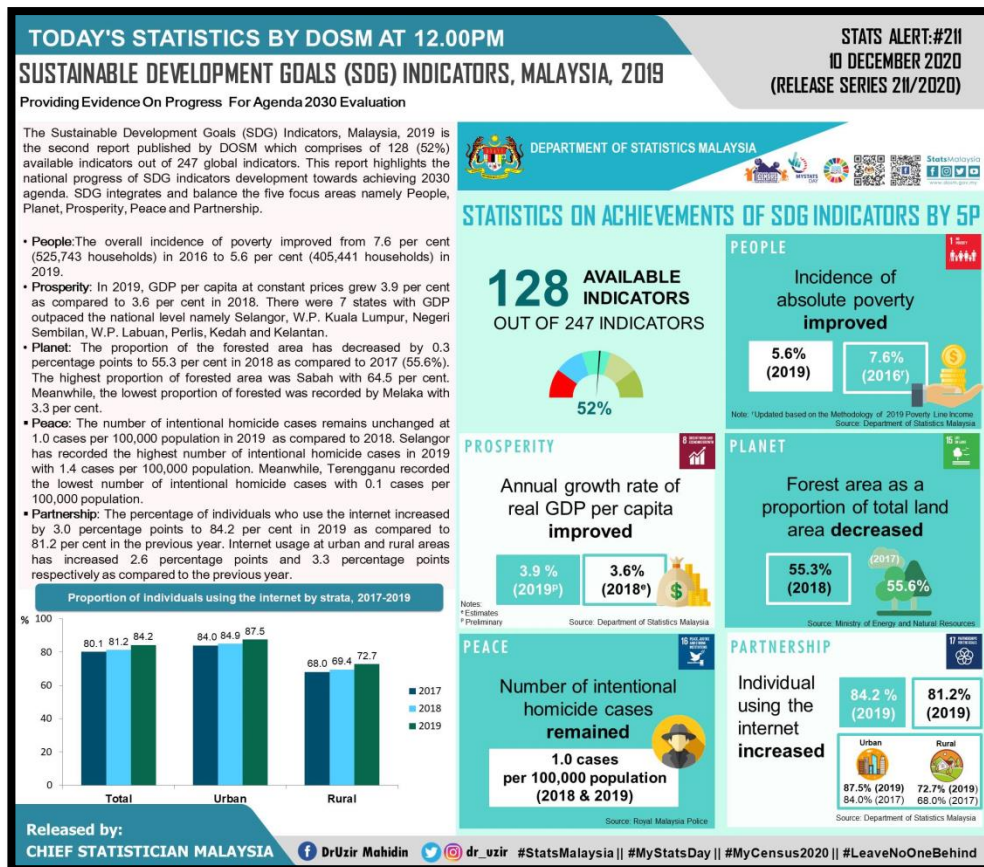 TODAY'S STATISTICS BY DOSM AT 12.00PM
STATS ALERT:#211
10 DECEMBER 2020
(RELEASE SERIES 211/2020)
SUSTAINABLE DEVELOPMENT GOALS (SDG) INDICATORS, MALAYSIA, 2019
Providing Evidence On Progress For Agenda 2030 Evaluation
The Sustainable Development Goals (SDG) Indicators, Malaysia, 2019 is
the second report published by DOSM which comprises of 128 (52%)
available indicators out of 247 global indicators. This report highlights the
national progress of SDG indicators development towards achieving 2030
agenda. SDG integrates and balance the five focus areas namely People,
Planet, Prosperity, Peace and Partnership.
• People:The overall incidence of poverty improved from 7.6 per cent
(525,743 households) in 2016 to 5.6 per cent (405,441 households) in
2019.
▪ Prosperity: In 2019, GDP per capita at constant prices grew 3.9 per cent
as compared to 3.6 per cent in 2018. There were 7 states with GDP
outpaced the national level namely Selangor, W.P. Kuala Lumpur, Negeri
Sembilan, W.P. Labuan, Perlis, Kedah and Kelantan.
▪ Planet: The proportion of the forested area has decreased by 0.3
percentage points to 55.3 per cent in 2018 as compared to 2017 (55.6%).
The highest proportion of forested area was Sabah with 64.5 per cent.
Meanwhile, the lowest proportion of forested was recorded by Melaka with
3.3 per cent.
▪ Peace: The number of intentional homicide cases remains unchanged at
1.0 cases per 100,000 population in 2019 as compared to 2018. Selangor
has recorded the highest number of intentional homicide cases in 2019
with 1.4 cases per 100,000 population. Meanwhile, Terengganu recorded
the lowest number of intentional homicide cases with 0.1 cases per
100,000 population.
▪ Partnership: The percentage of individuals who use the internet increased
by 3.0 percentage points to 84.2 per cent in 2019 as compared to
81.2 per cent in the previous year. Internet usage at urban and rural areas
has increased 2.6 percentage points and 3.3 percentage points
respectively as compared to the previous year.
Proportion of individuals using the internet by strata, 2017-2019
%
100
80
60
40
20
0
80.1 81.2 84.2
84.0 84.9 87.5
68.0 69.4 72.7
Total Urban Rural
2017
2018
2019
DEPARTMENT OF STATISTICS MALAYSIA
MYSTATS
DAY
StatsMalaysia
www.dosm.gov.my
STATISTICS ON ACHIEVEMENTS OF SDG INDICATORS BY 5P
128 AVAILABLE
INDICATORS
OUT OF 247 INDICATORS
52%
PEOPLE
1
Incidence of
absolute poverty
improved
5.6%
(2019)
7.6%
(2016ʳ)
Note: ʳUpdated based on the Methodology of 2019 Poverty Line Income
Source: Department of Statistics Malaysia
PROSPERITY
8
Annual growth rate of
real GDP per capita
improved
3.9 %
(2019ᵖ)
3.6%
(2018ᵉ)
$
Notes:
ᵉ Estimates
ᵖ Preliminary
Source: Department of Statistics Malaysia
PLANET
15
Forest area as a
proportion of total land
area decreased
55.3%
(2018)
(2017)
55.6%
Source: Ministry of Energy and Natural Resources
PEACE
16
Number of intentional
homicide cases
remained
1.0 cases
per 100,000 population
(2018 & 2019)
Source: Royal Malaysia Police
PARTNERSHIP
17
Individual
using the
internet
increased
84.2 %
(2019)
81.2%
(2019)
Urban
87.5% (2019)
84.0% (2017)
Rural
72.7% (2019)
68.0% (2017)
Source: Department of Statistics Malaysia
Released by:
CHIEF STATISTICIAN MALAYSIA
DrUzir Mahidin
dr_uzir
#StatsMalaysia || #MyStatsDay || #MyCensus2020 || #LeaveNoOneBehind